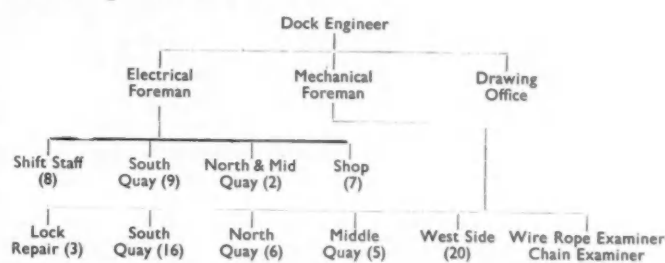 Dock Engineer
Electrical Foreman
Mechanical Foreman
Drawing Office
Shift Staff (8)
South Quay (9)
North & Mid Quay (2)
Shop (7)
Lock Repair (3)
South Quay (16)
North Quay (6)
Middle Quay (5)
West Side (20)
Wire Rope Examiner
Chain Examiner